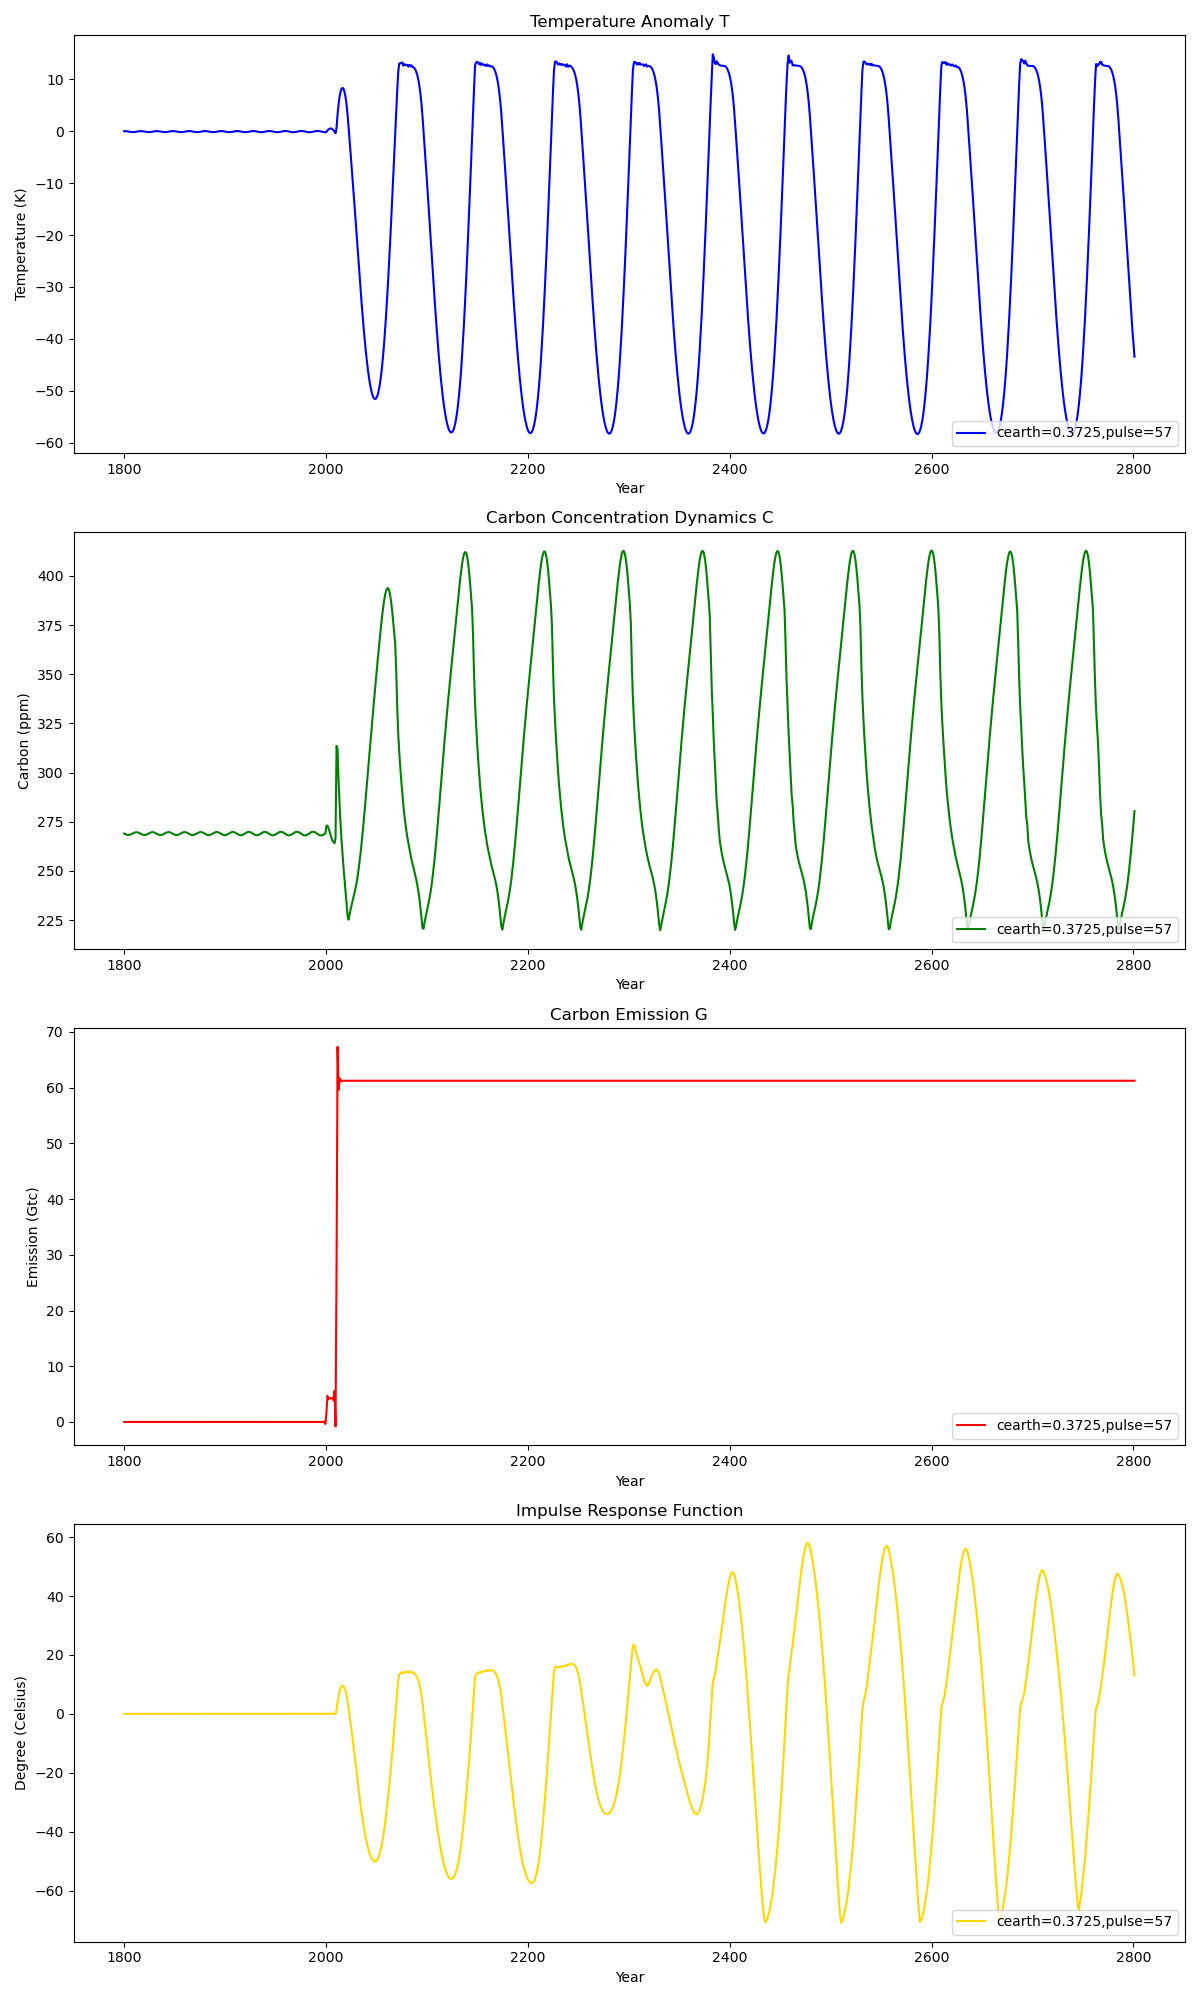 Temperature Anomaly T
10
0
−10
−20
−30
−40
−50
−60
Temperature (K)
cearth=0.3725,pulse=57
1800 2000 2200 2400 2600 2800
Year
Carbon Concentration Dynamics C
400
375
350
325
300
275
250
225
Carbon (ppm)
cearth=0.3725,pulse=57
1800 2000 2200 2400 2600 2800
Year
Carbon Emission G
70
60
50
40
30
20
10
0
Emission (Gtc)
cearth=0.3725,pulse=57
1800 2000 2200 2400 2600 2800
Year
Impulse Response Function
60
40
20
0
−20
−40
−60
Degree (Celsius)
cearth=0.3725,pulse=57
1800 2000 2200 2400 2600 2800
Year